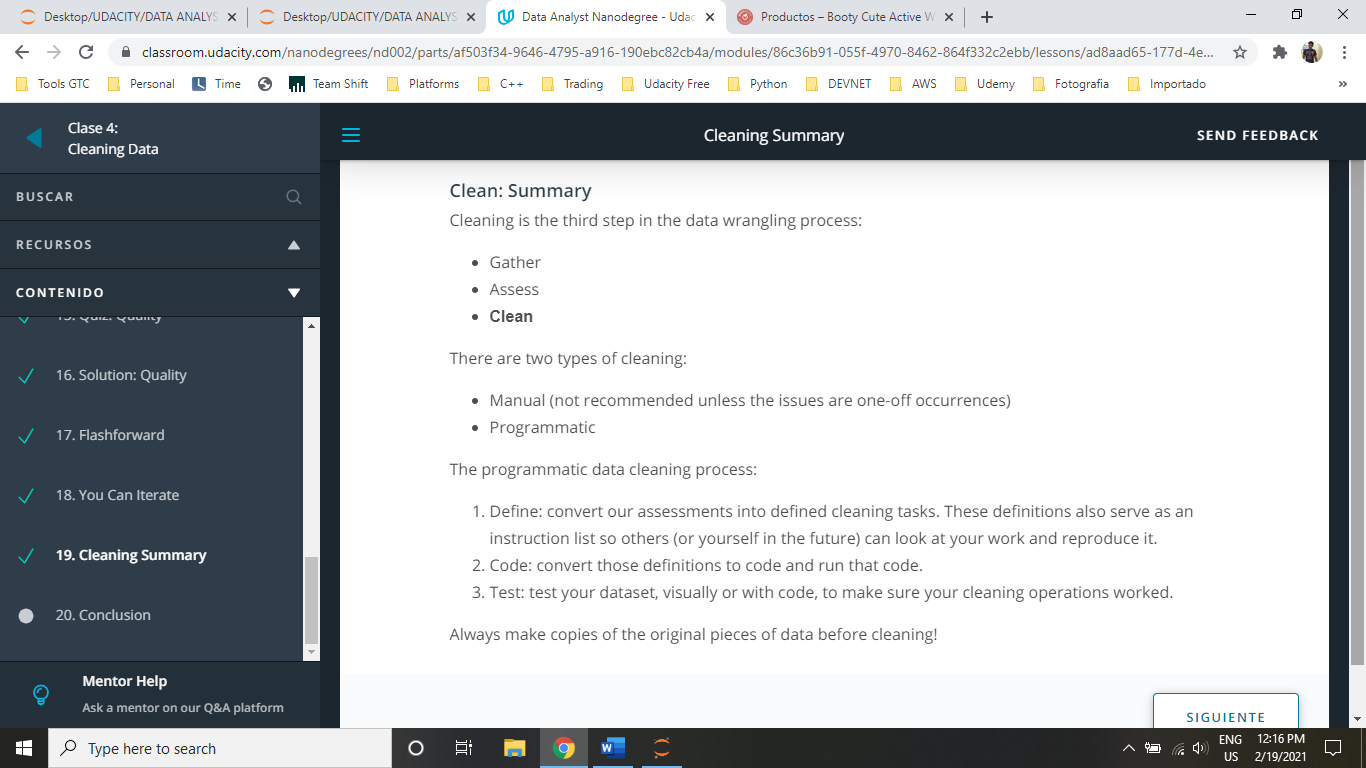 Desktop/UDACITY/DATA ANALYS
Desktop/UDACITY/DATA ANALYS
Data Analyst Nanodegree - Udac
Productos – Booty Cute Active W
classroom.udacity.com/nanodegrees/nd002/parts/af503f34-9646-4795-a916-190ebc82cb4a/modules/86c36b91-055f-4970-8462-864f332c2ebb/lessons/ad8aad65-177d-4e...
Tools GTC
Personal
Time
Team Shift
Platforms
C++
Trading
Udacity Free
Python
DEVNET
AWS
Udemy
Fotografia
Importado
»
Clase 4:
Cleaning Data
BUSCAR
RECURSOS
CONTENIDO
15. Quiz: Quality
16. Solution: Quality
17. Flashforward
18. You Can Iterate
19. Cleaning Summary
20. Conclusion
Mentor Help
Ask a mentor on our Q&A platform
Cleaning Summary
SEND FEEDBACK
Clean: Summary
Cleaning is the third step in the data wrangling process:
• Gather
• Assess
• Clean
There are two types of cleaning:
• Manual (not recommended unless the issues are one-off occurrences)
• Programmatic
The programmatic data cleaning process:
1. Define: convert our assessments into defined cleaning tasks. These definitions also serve as an
instruction list so others (or yourself in the future) can look at your work and reproduce it.
2. Code: convert those definitions to code and run that code.
3. Test: test your dataset, visually or with code, to make sure your cleaning operations worked.
Always make copies of the original pieces of data before cleaning!
SIGUIENTE
Type here to search
W
ENG
US
12:16 PM
2/19/2021